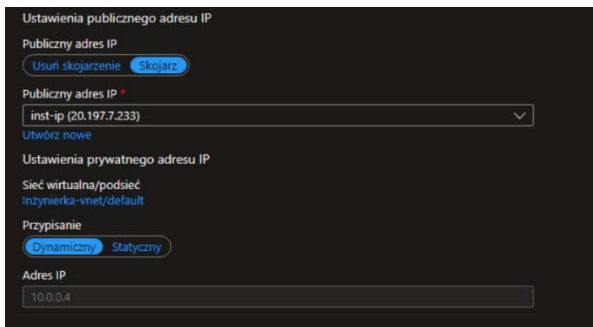 Ustawienia publicznego adresu IP
Publiczny adres IP
Usuń skojarzenie Skojarz
Publiczny adres IP *
inst-ip (20.197.7.233)
Utwórz nowe
Ustawienia prywatnego adresu IP
Sieć wirtualna/podsieć
Inżynierka-vnet/default
Przypisanie
Dynamiczny Statyczny
Adres IP
10.0.0.4